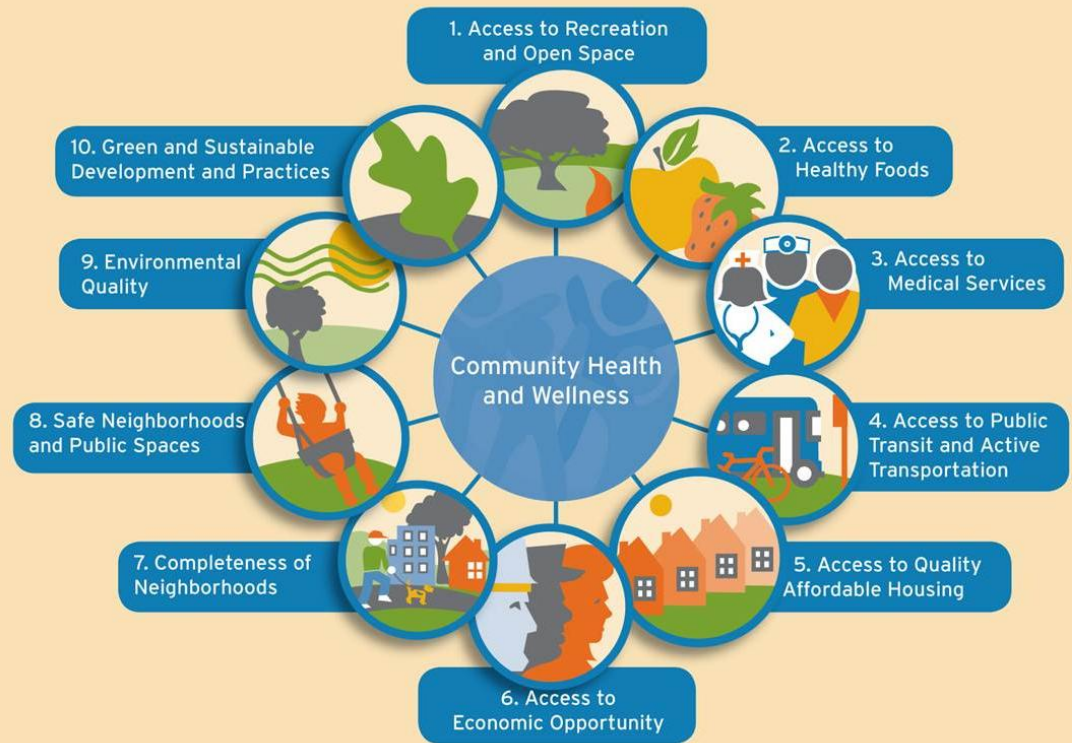 1. Access to Recreation
and Open Space
2. Access to
Healthy Foods
3. Access to
Medical Services
4. Access to Public
Transit and Active
Transportation
5. Access to Quality
Affordable Housing
6. Access to
Economic Opportunity
7. Completeness of
Neighborhoods
8. Safe Neighborhoods
and Public Spaces
9. Environmental
Quality
10. Green and Sustainable
Development and Practices
Community Health
and Wellness